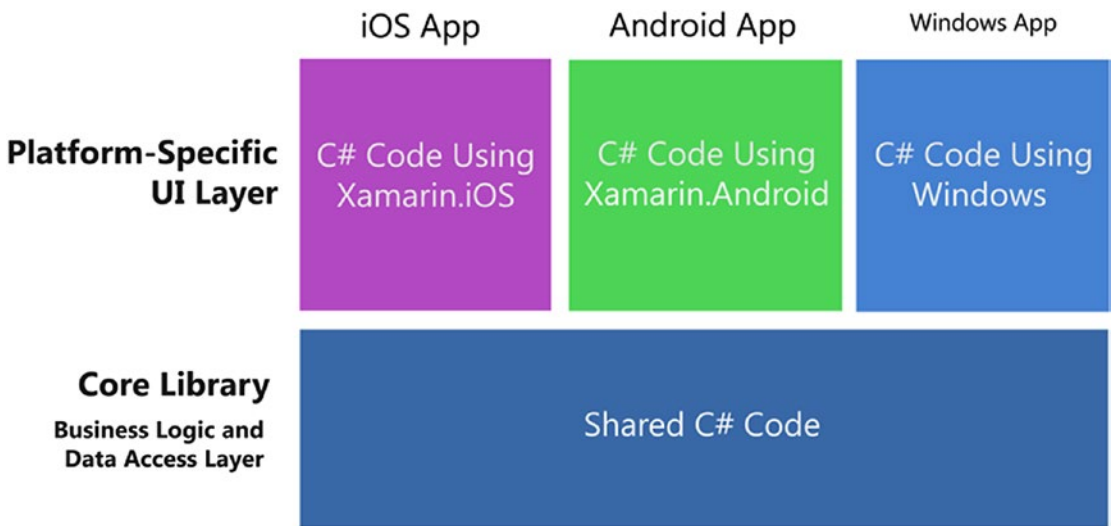 iOS App
Android App
Windows App
Platform-Specific
UI Layer
C# Code Using
Xamarin.iOS
C# Code Using
Xamarin.Android
C# Code Using
Windows
Core Library
Business Logic and
Data Access Layer
Shared C# Code